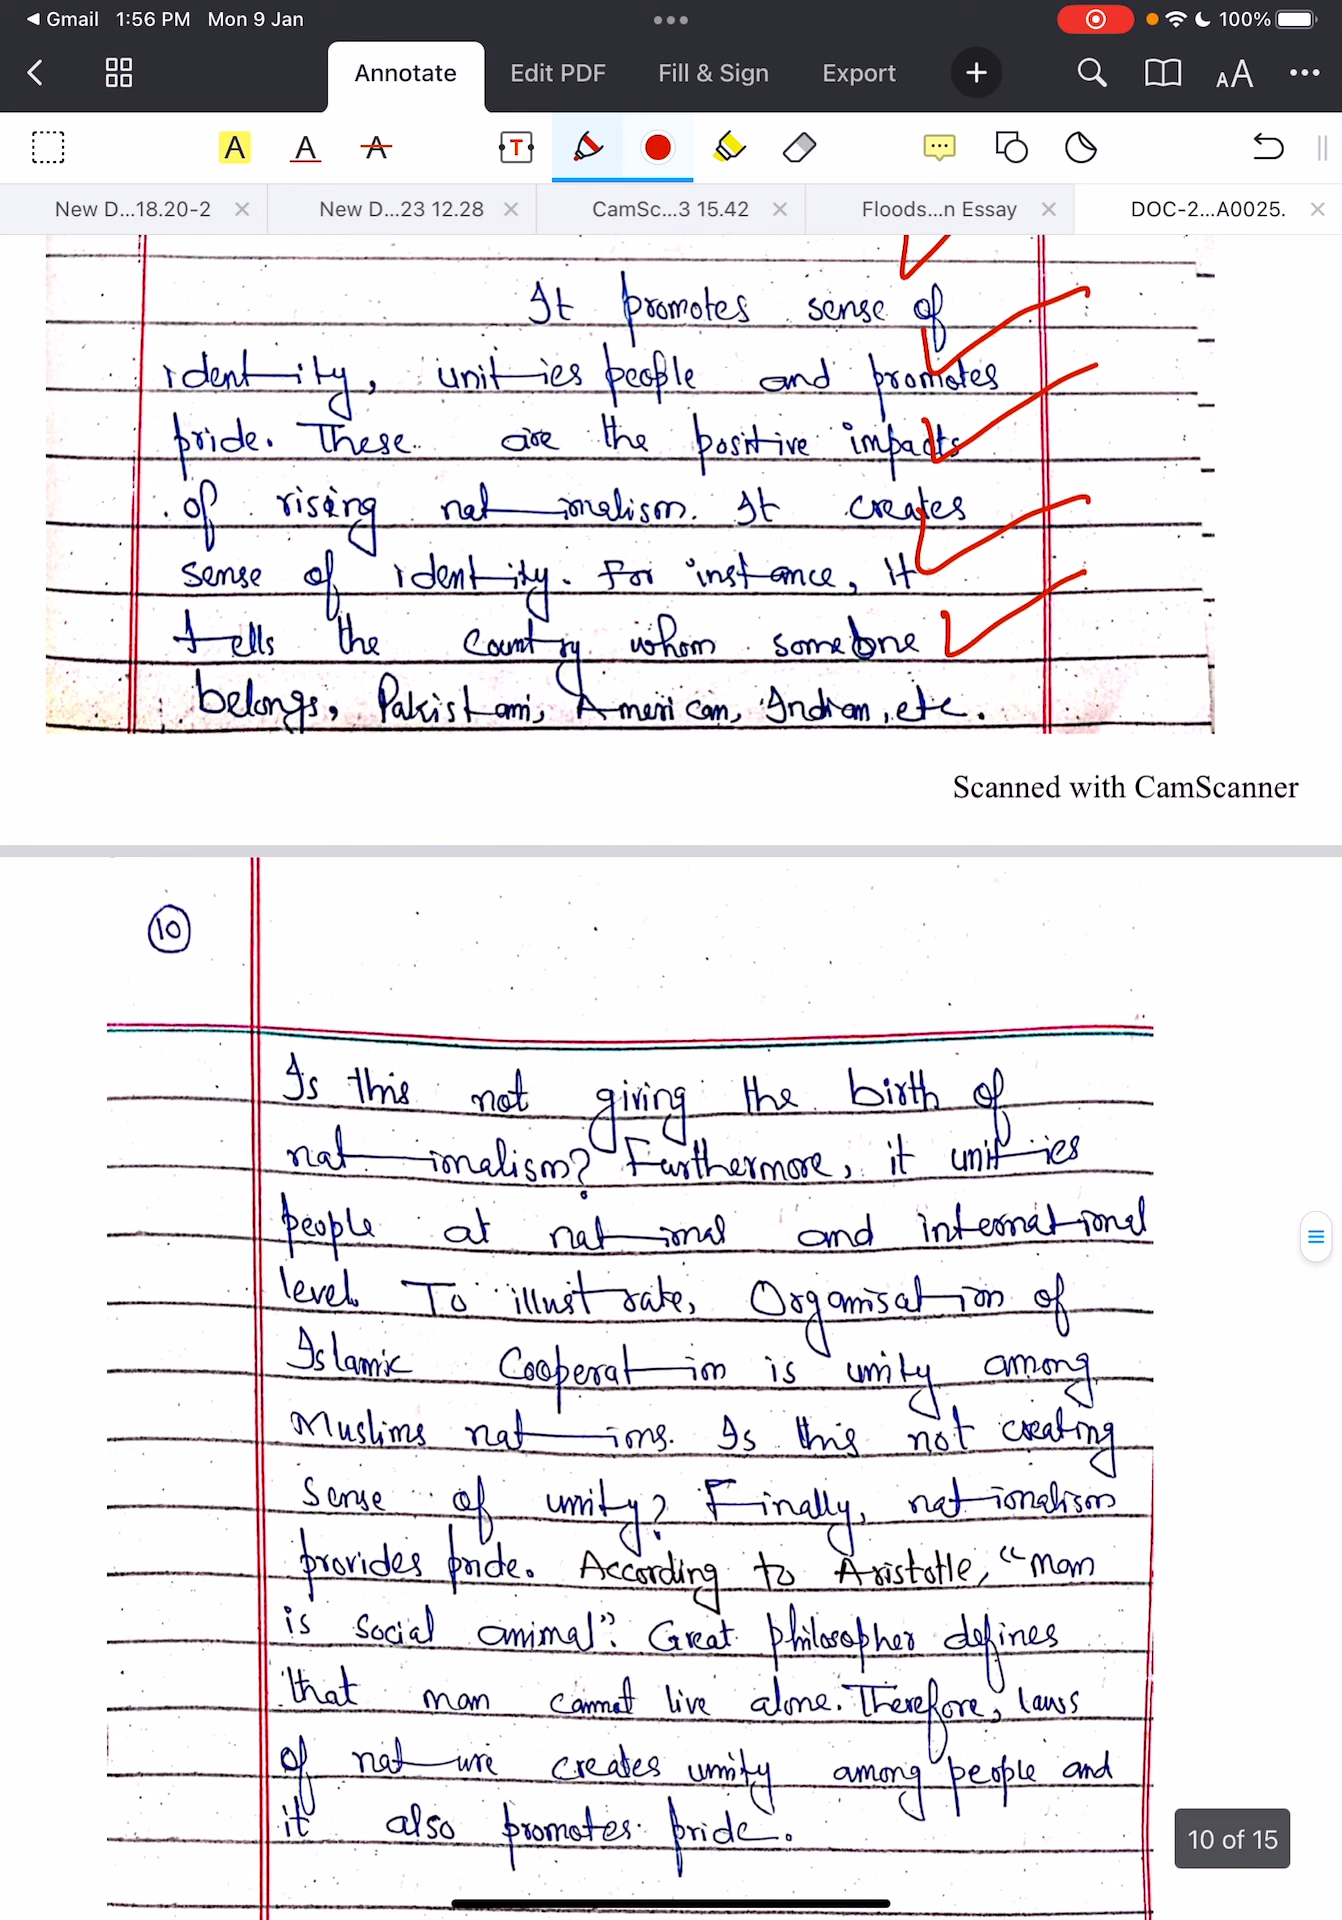 Gmail 1:56 PM Mon 9 Jan 100%
Annotate Edit PDF Fill & Sign Export
New D...18.20-2 New D...23 12.28 CamSc...3 15.42 Floods...n Essay DOC-2...A0025.
It promotes sense of
identity, unities people and promotes
pride. These are the positive impacts
of rising nationalism. It creates
sense of identity. For instance, it
tells the country whom someone
belongs, Pakistani, American, Indian, etc.
Scanned with CamScanner
10
Is this not giving the birth of
nationalism? Furthermore, it unities
people at national and international
level. To illustrate, Organisation of
Islamic Cooperation is unity among
Muslims nations. Is this not creating
sense of unity? Finally, nationalism
provides pride. According to Aristotle, "man
is social animal". Great philosopher defines
that man cannot live alone. Therefore, laws
of nature creates unity among people and
it also promotes pride.
10 of 15